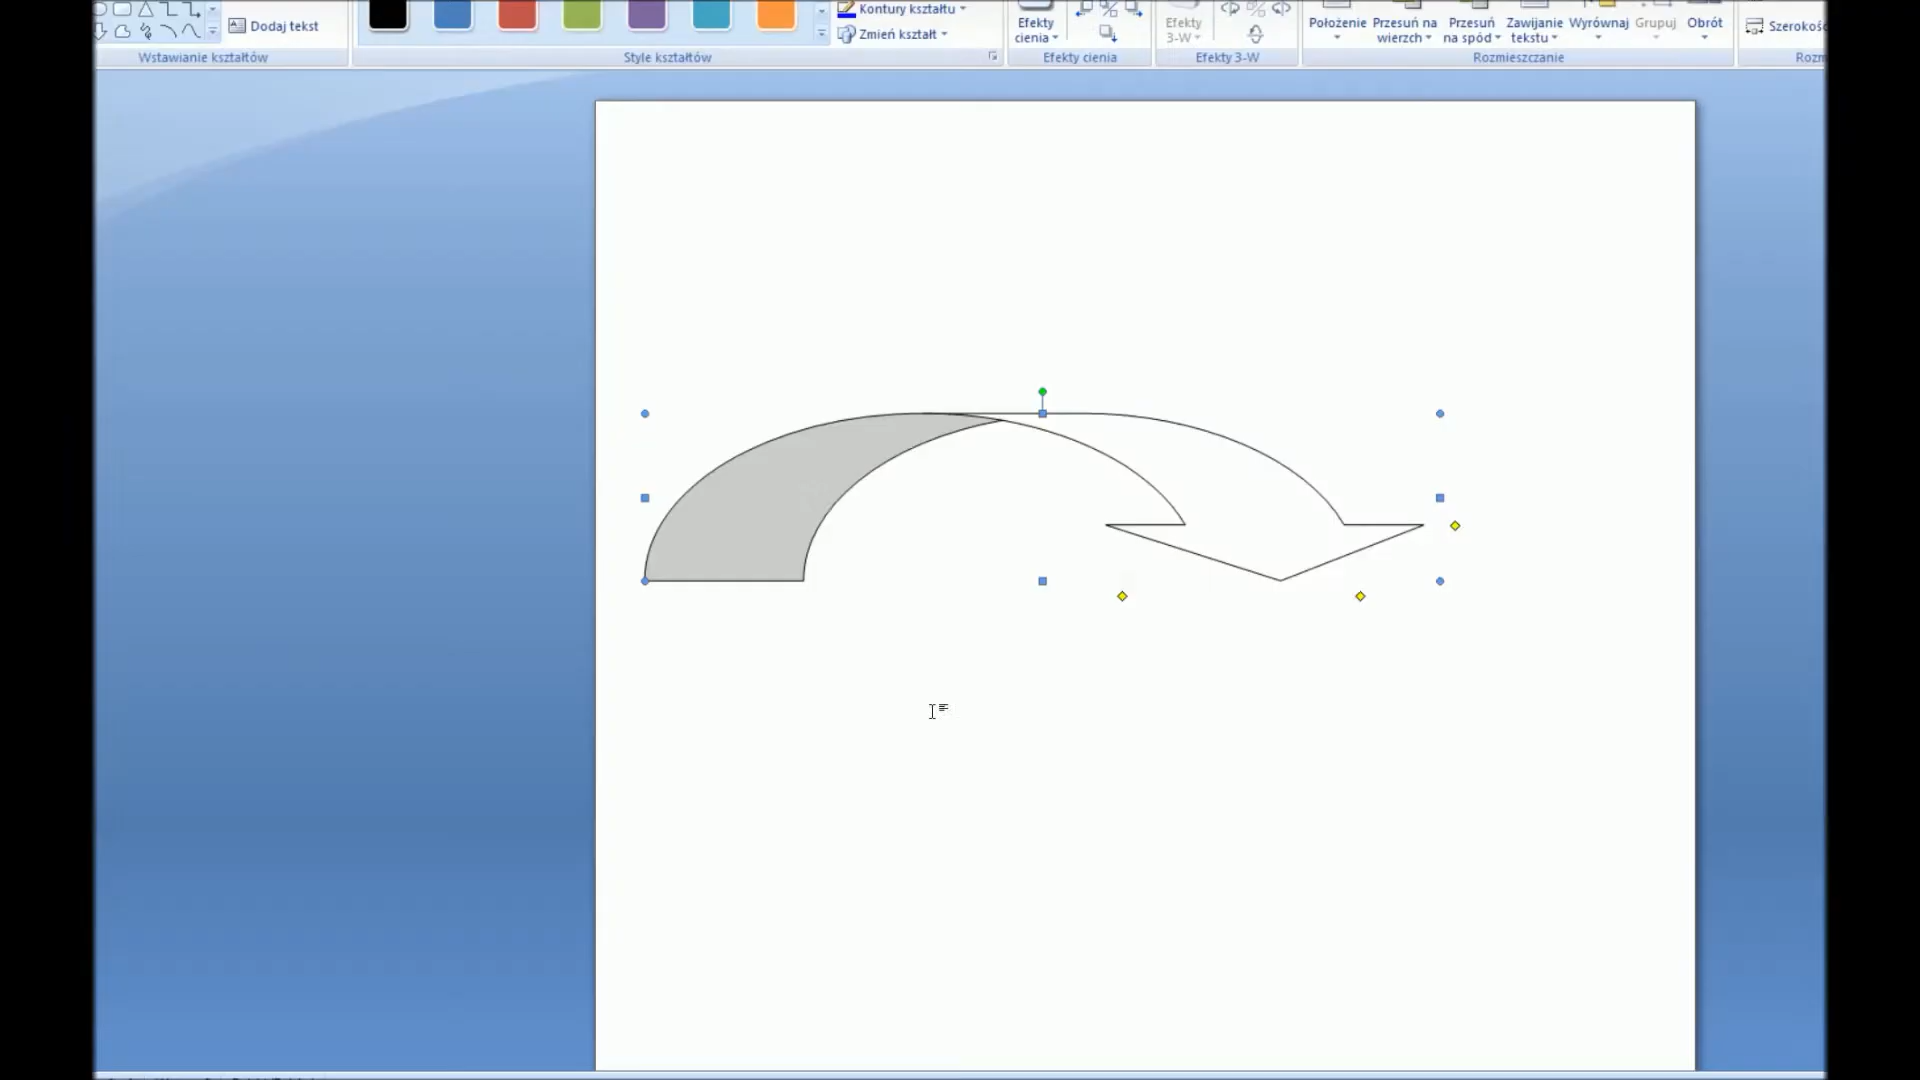 Kontury kształtu
Dodaj tekst
Zmień kształt
Efekty
cienia
Efekty
3-W
Położenie
Przesuń na
wierzch
Przesuń
na spód
Zawijanie
tekstu
Wyrównaj
Grupuj
Obrót
Wstawianie kształtów
Style kształtów
Efekty cienia
Efekty 3-W
Rozmieszczanie